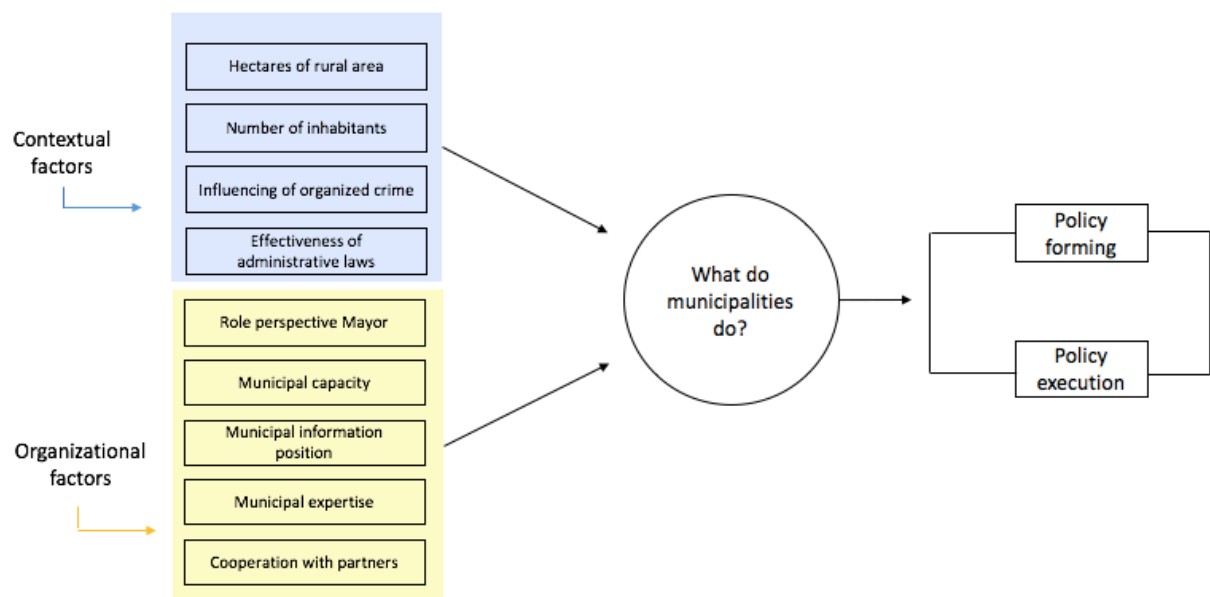 Contextual
factors
Hectares of rural area
Number of inhabitants
Influencing of organized crime
Effectiveness of
administrative laws
Organizational
factors
Role perspective Mayor
Municipal capacity
Municipal information
position
Municipal expertise
Cooperation with partners
What do
municipalities
do?
Policy
forming
Policy
execution